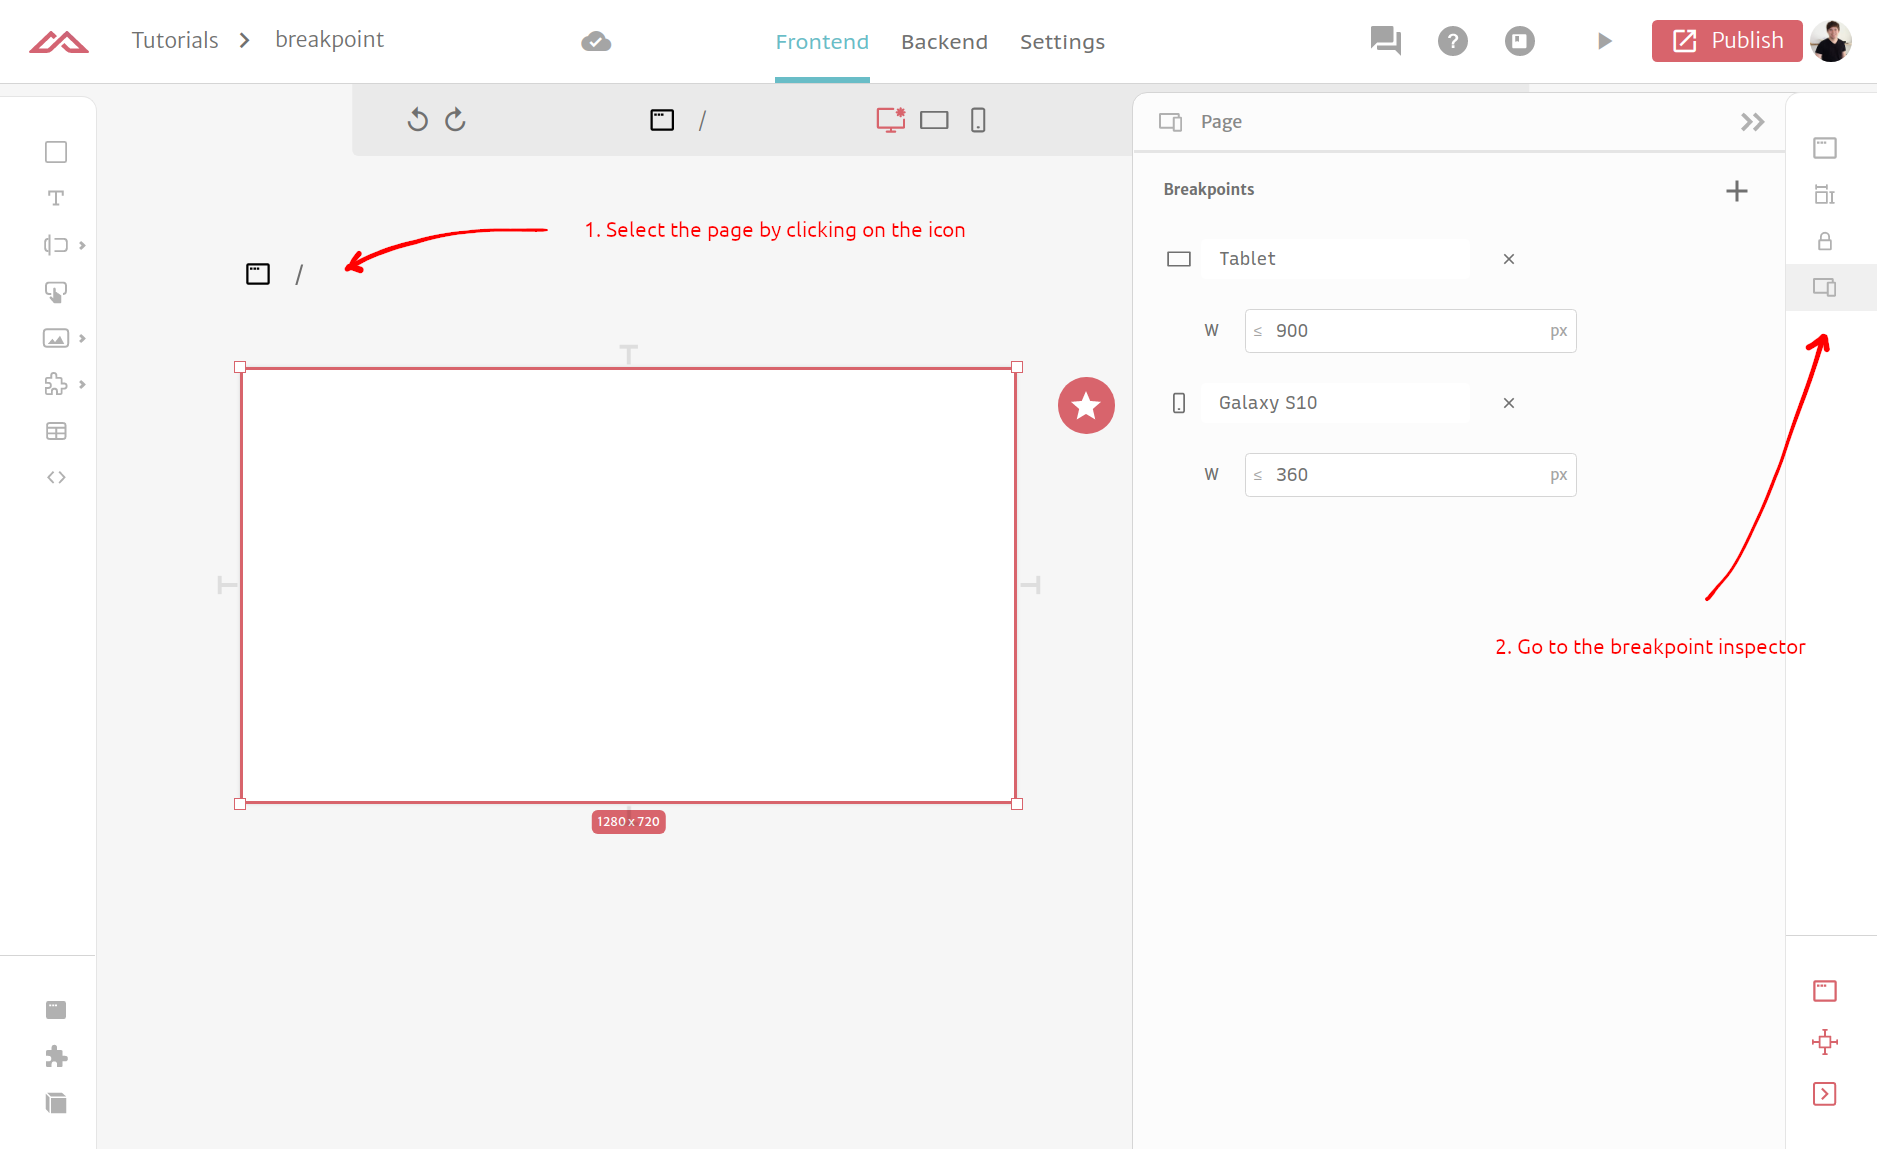 Tutorials > breakpoint
Frontend Backend Settings
Publish
/
Page
Breakpoints
1. Select the page by clicking on the icon
/
Tablet
W ≤ 900 px
Galaxy S10
W ≤ 360 px
2. Go to the breakpoint inspector
1280 x 720